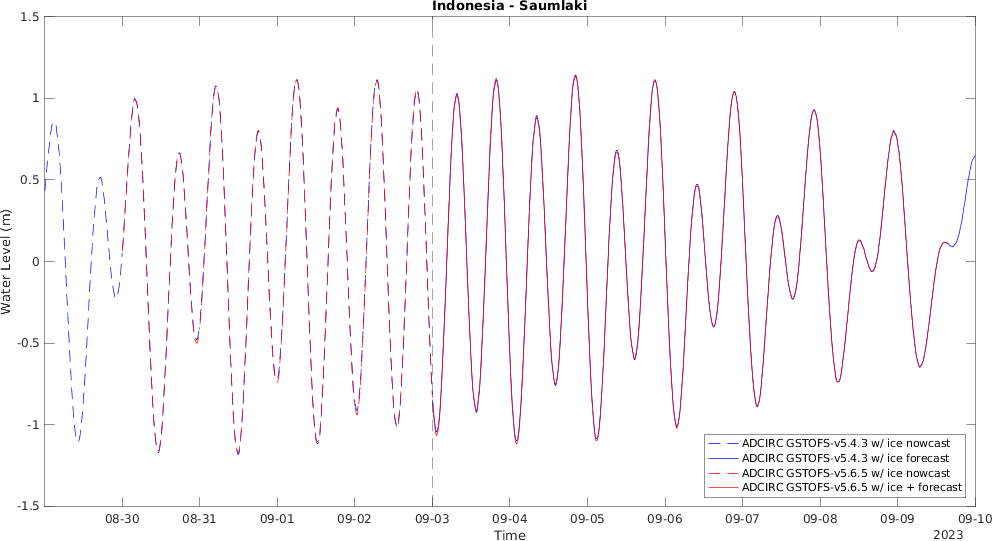 Indonesia - Saumlaki
1.5
1
0.5
0
-0.5
-1
-1.5
Water Level (m)
ADCIRC GSTOFS-v5.4.3 w/ ice nowcast
ADCIRC GSTOFS-v5.4.3 w/ ice forecast
ADCIRC GSTOFS-v5.6.5 w/ ice nowcast
ADCIRC GSTOFS-v5.6.5 w/ ice + forecast
08-30 08-31 09-01 09-02 09-03 09-04 09-05 09-06 09-07 09-08 09-09 09-10
Time
2023